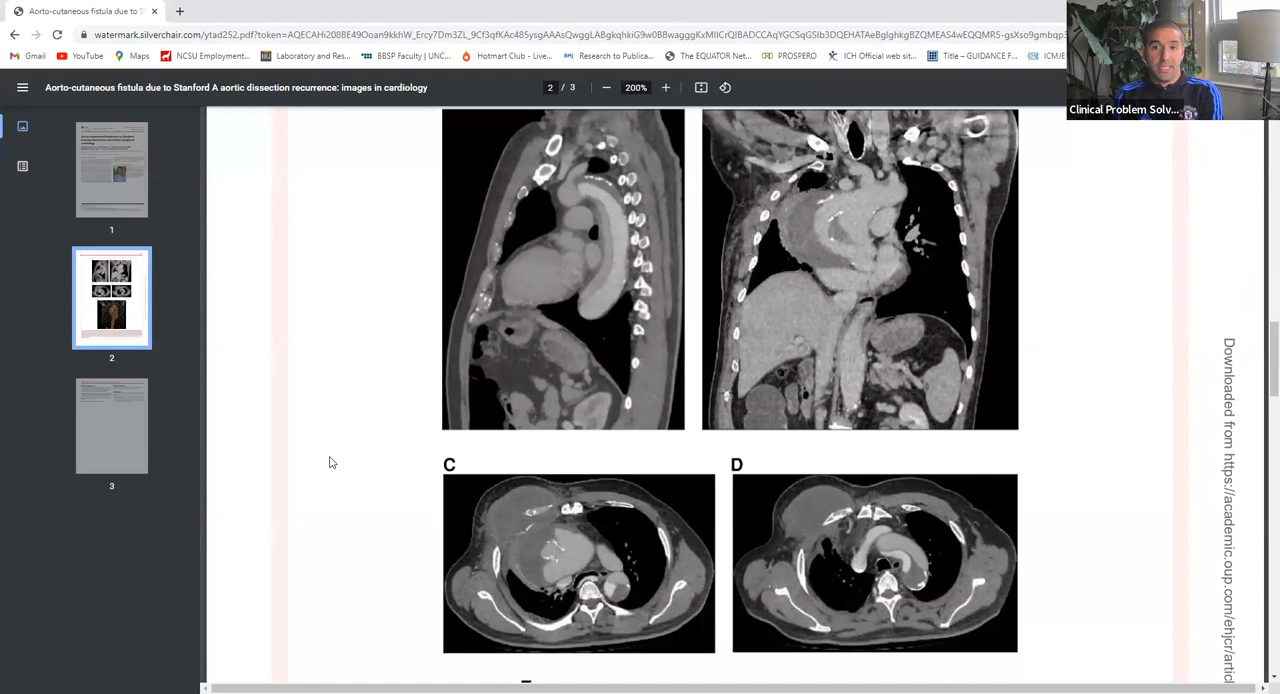 Aorto-cutaneous fistula due to St
watermark.silverchair.com/ytad252.pdf?token=
Gmail
YouTube
Maps
NCSU Employment...
Laboratory and Res...
BBSP Faculty | UNC...
Hotmart Club - Live...
Research to Publica...
The EQUATOR Net...
PROSPERO
ICH Official web sit...
Title – GUIDANCE F...
ICMJE
Clinical Problem Solv...
Aorto-cutaneous fistula due to Stanford A aortic dissection recurrence: images in cardiology
2 / 3
200%
1
2
3
C
D
Downloaded from https://academic.oup.com/ehjcr/artic